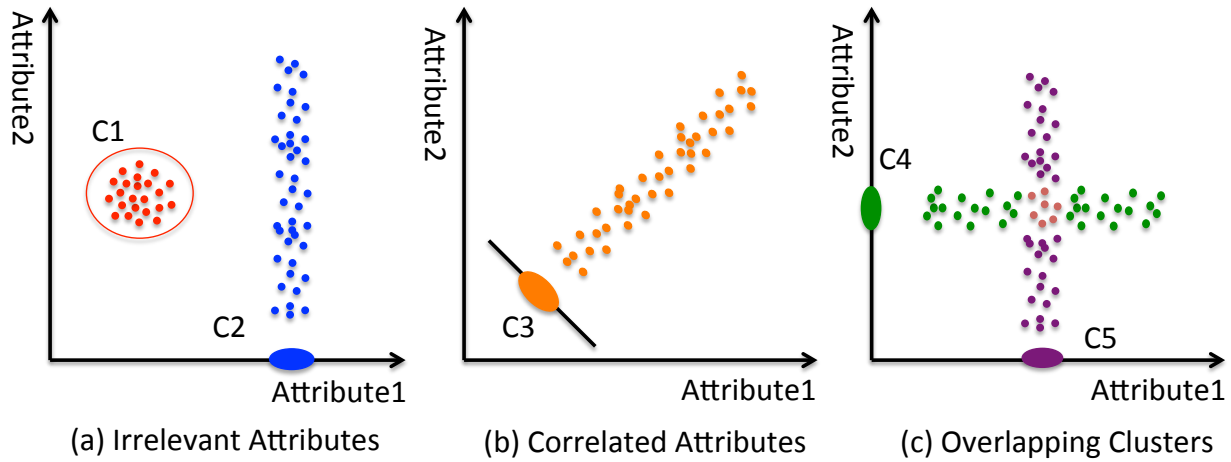 Attribute2
C1
C2
Attribute1
(a) Irrelevant Attributes
Attribute2
C3
Attribute1
(b) Correlated Attributes
Attribute2
C4
C5
Attribute1
(c) Overlapping Clusters